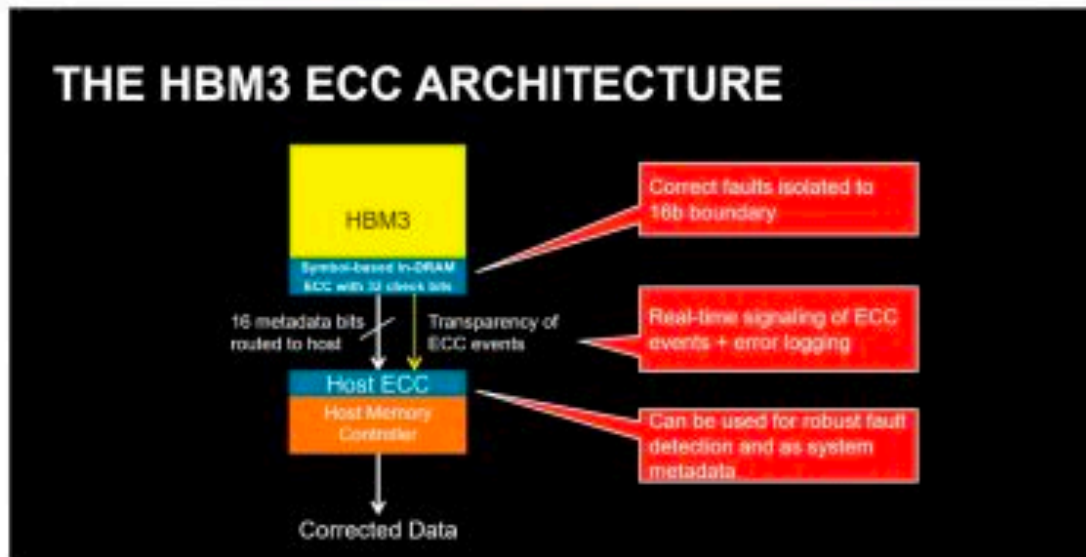 THE HBM3 ECC ARCHITECTURE
HBM3
Symbol-based In-DRAM
ECC with 32 check bits
16 metadata bits
routed to host
Transparency of
ECC events
Host ECC
Host Memory
Controller
Corrected Data
Correct faults isolated to
16b boundary
Real-time signaling of ECC
events + error logging
Can be used for robust fault
detection and as system
metadata